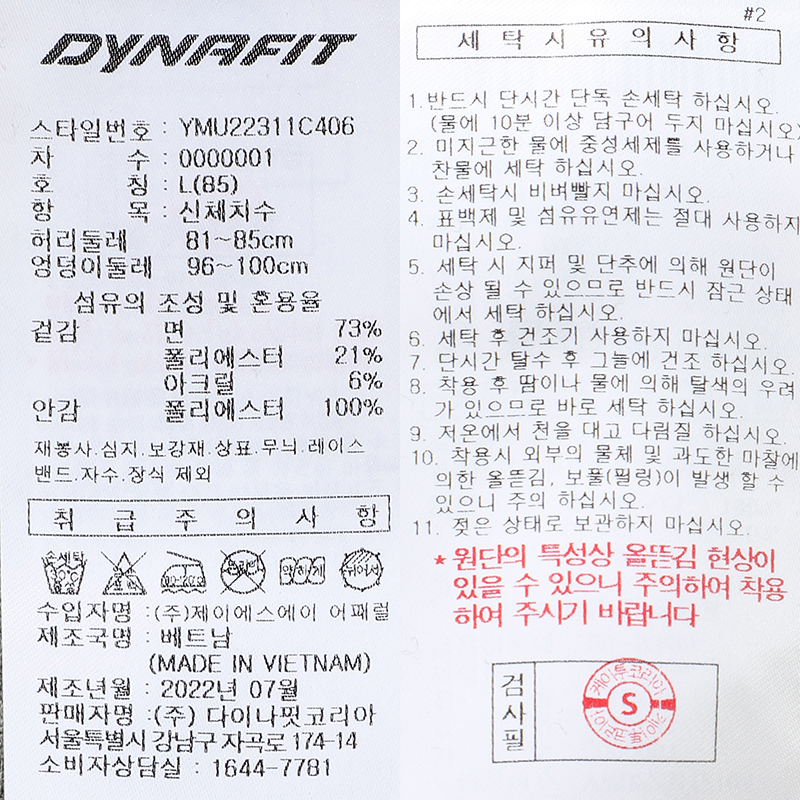 DYNAFIT
스타일번호 : YMU22311C406
차 수 : 0000001
호 칭 : L(85)
항 목 : 신체치수
허리둘레 81~85cm
엉덩이둘레 96~100cm
섬유의 조성 및 혼용율
겉감 면 73%
폴리에스터 21%
아크릴 6%
안감 폴리에스터 100%
재봉사.심지.보강재.상표.무늬.레이스
밴드.자수.장식 제외
취 급 주 의 사 항
손세탁
약하게
뉘어서
수입자명 : (주)제이에스에이 어패럴
제조국명 : 베트남
(MADE IN VIETNAM)
제조년월 : 2022년 07월
판매자명 : (주) 다이나핏코리아
서울특별시 강남구 자곡로 174-14
소비자상담실 : 1644-7781
#2
세 탁 시 유 의 사 항
1. 반드시 단시간 단독 손세탁 하십시오.
(물에 10분 이상 담구어 두지 마십시오)
2. 미지근한 물에 중성세제를 사용하거나
찬물에 세탁 하십시오.
3. 손세탁시 비벼빨지 마십시오.
4. 표백제 및 섬유유연제는 절대 사용하지
마십시오.
5. 세탁 시 지퍼 및 단추에 의해 원단이
손상 될 수 있으므로 반드시 잠근 상태
에서 세탁 하십시오.
6. 세탁 후 건조기 사용하지 마십시오.
7. 단시간 탈수 후 그늘에 건조 하십시오.
8. 착용 후 땀이나 물에 의해 탈색의 우려
가 있으므로 바로 세탁 하십시오.
9. 저온에서 천을 대고 다림질 하십시오.
10. 착용시 외부의 물체 및 과도한 마찰에
의한 올뜯김, 보풀(필링)이 발생 할 수
있으니 주의 하십시오.
11. 젖은 상태로 보관하지 마십시오.
* 원단의 특성상 올뜯김 현상이
있을 수 있으니 주의하여 착용
하여 주시기 바랍니다
검사필
케이투코리아
S
케이투코리아